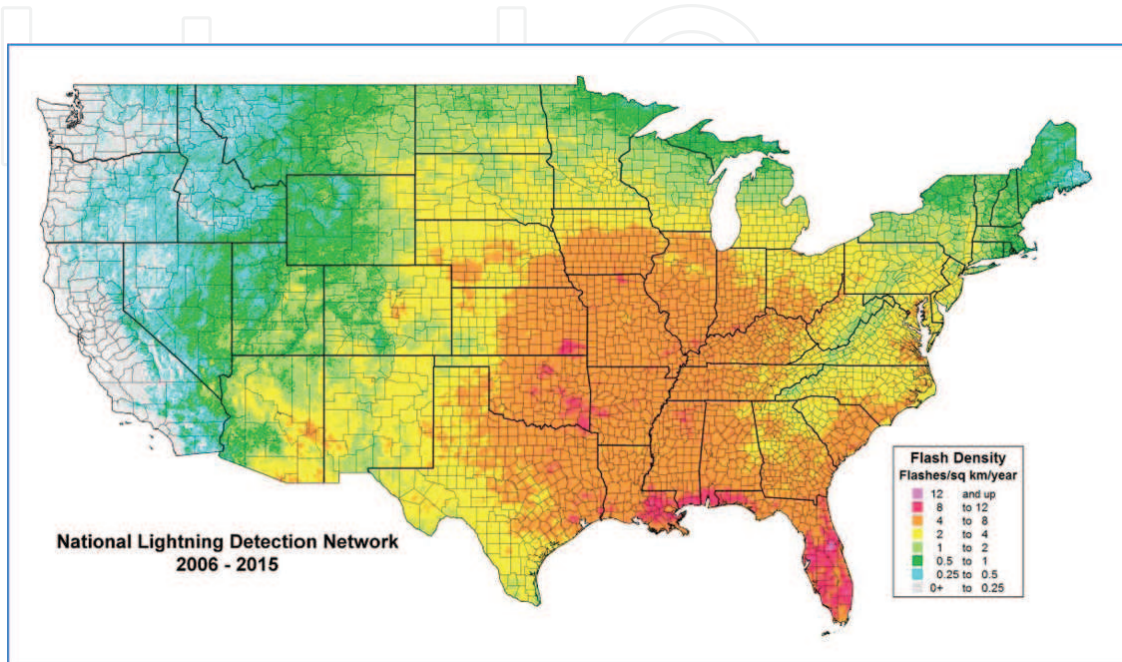 National Lightning Detection Network
2006 - 2015
Flash Density
Flashes/sq km/year
12 and up
8 to 12
4 to 8
2 to 4
1 to 2
0.5 to 1
0.25 to 0.5
0+ to 0.25